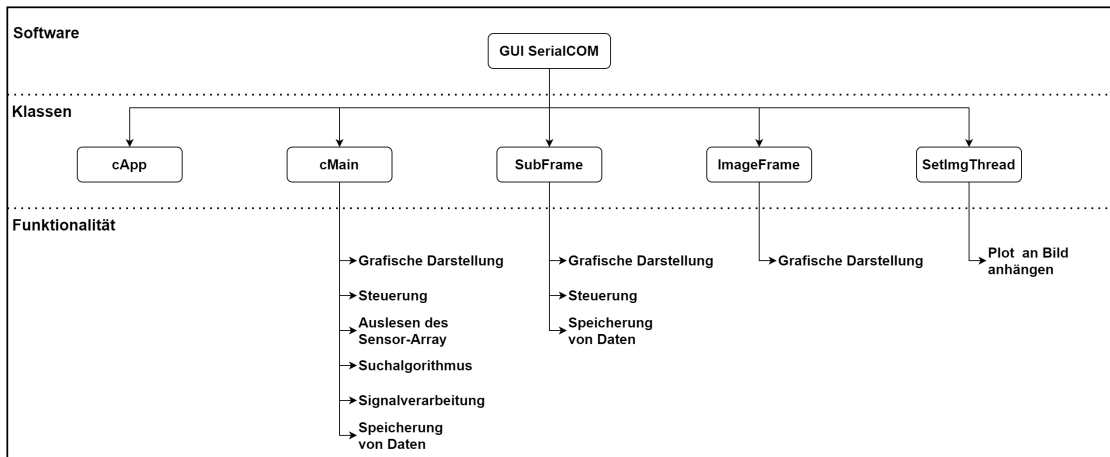 Software
GUI SerialCOM
Klassen
cApp
cMain
SubFrame
ImageFrame
SetImgThread
Funktionalität
Grafische Darstellung
Steuerung
Auslesen des
Sensor-Array
Suchalgorithmus
Signalverarbeitung
Speicherung
von Daten
Grafische Darstellung
Steuerung
Speicherung
von Daten
Grafische Darstellung
Plot an Bild
anhängen